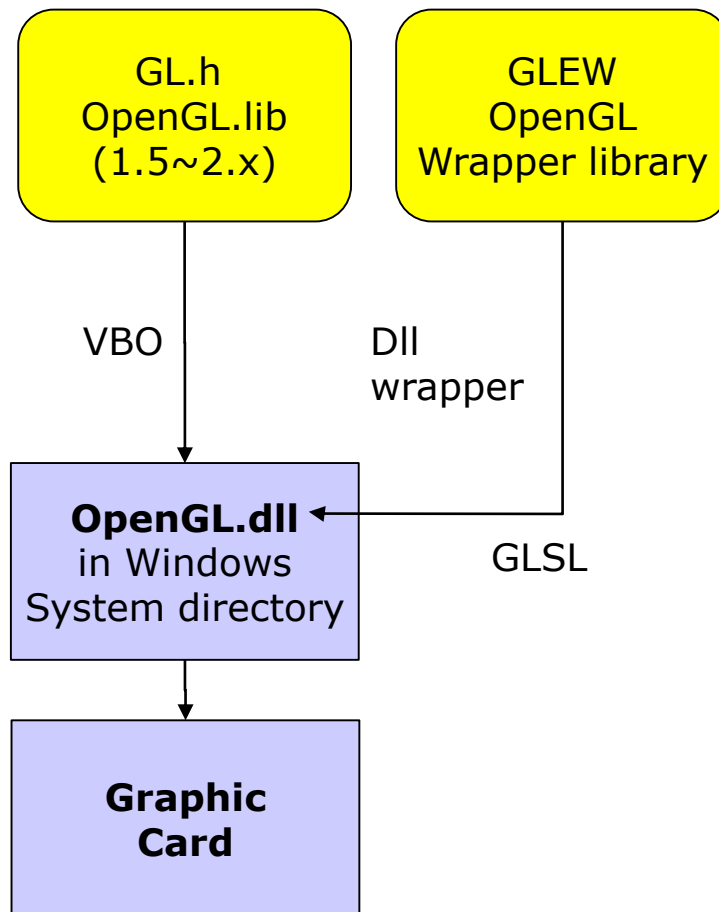 GL.h
OpenGL.lib
(1.5~2.x)
GLEW
OpenGL
Wrapper library
VBO
Dll
wrapper
OpenGL.dll
in Windows
System directory
GLSL
Graphic
Card